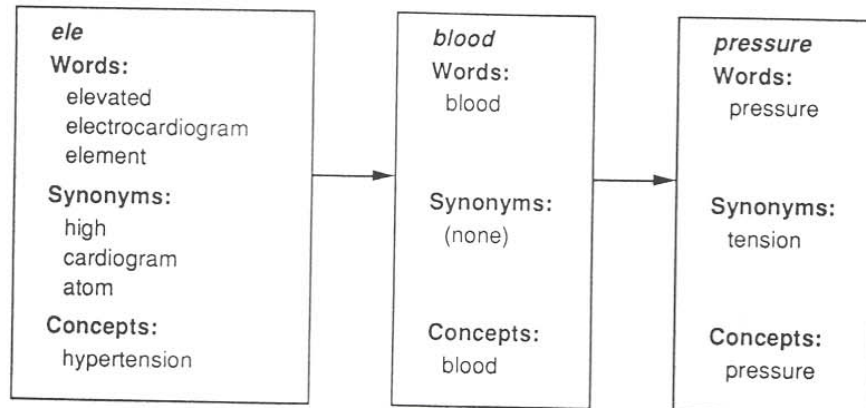 ele
Words:
elevated
electrocardiogram
element
Synonyms:
high
cardiogram
atom
Concepts:
hypertension
blood
Words:
blood
Synonyms:
(none)
Concepts:
blood
pressure
Words:
pressure
Synonyms:
tension
Concepts:
pressure